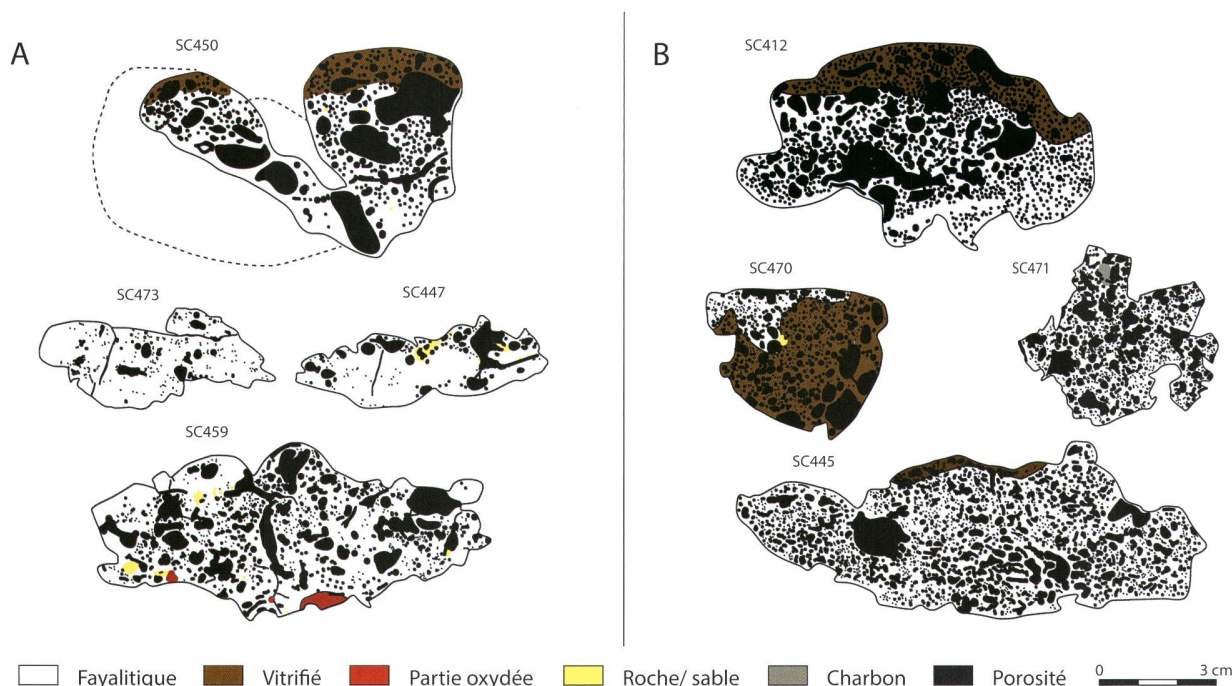 A
SC450
SC473
SC447
SC459
B
SC412
SC470
SC471
SC445
Fayalitique
Vitrifié
Partie oxydée
Roche/ sable
Charbon
Porosité
0 3 cm